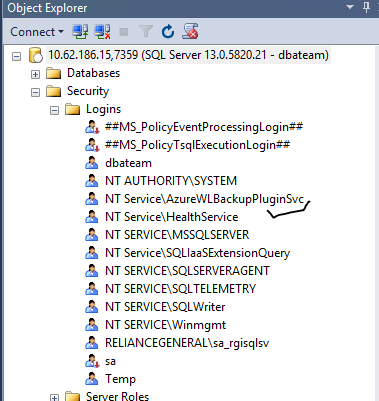 Object Explorer
Connect
10.62.186.15,7359 (SQL Server 13.0.5820.21 - dbateam)
Databases
Security
Logins
##MS_PolicyEventProcessingLogin##
##MS_PolicyTsqlExecutionLogin##
dbateam
NT AUTHORITY\SYSTEM
NT Service\AzureWLBackupPluginSvc
NT Service\HealthService
NT SERVICE\MSSQLSERVER
NT Service\SQLIaaSExtensionQuery
NT SERVICE\SQLSERVERAGENT
NT SERVICE\SQLTELEMETRY
NT SERVICE\SQLWriter
NT SERVICE\Winmgmt
RELIANCEGENERAL\sa_rgisqlsv
sa
Temp
Server Roles